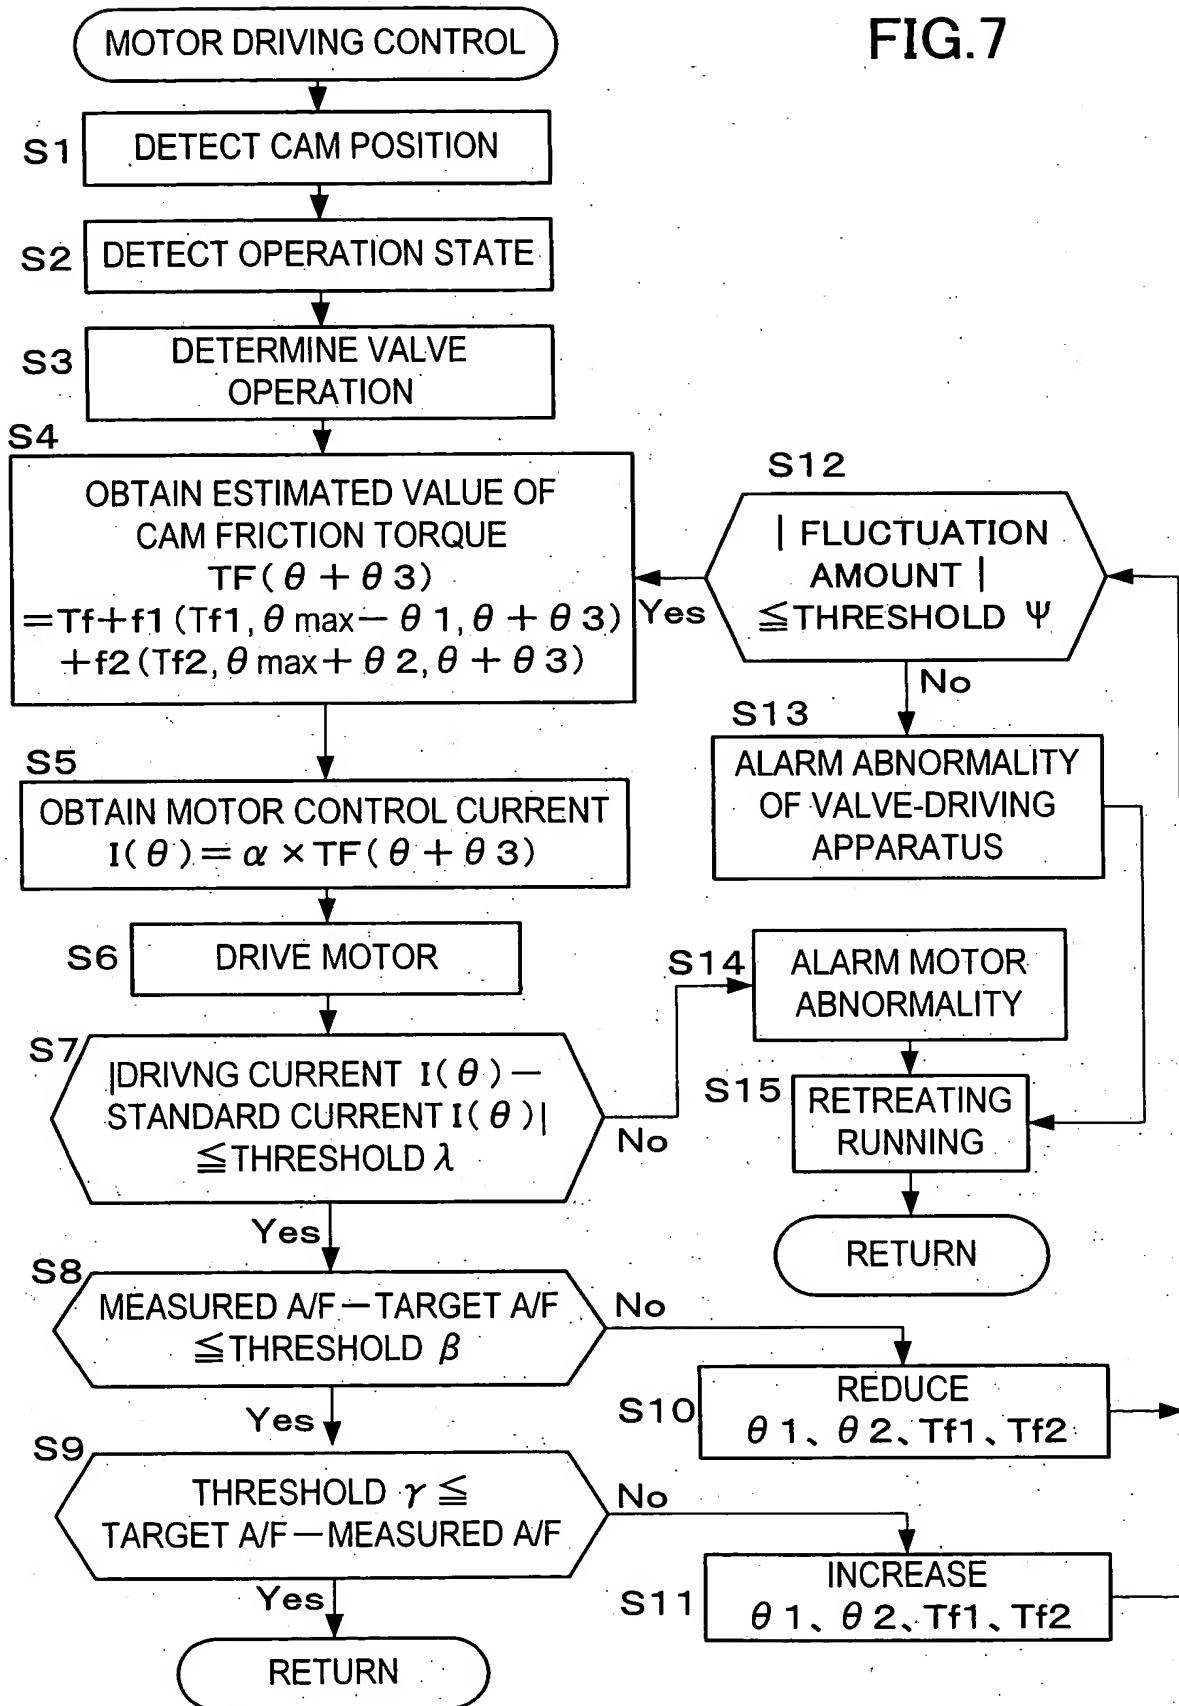 FIG.7
MOTOR DRIVING CONTROL
S1
DETECT CAM POSITION
S2
DETECT OPERATION STATE
S3
DETERMINE VALVE
OPERATION
S4
OBTAIN ESTIMATED VALUE OF
CAM FRICTION TORQUE
TF(θ+θ3)
=Tf+f1(Tf1,θmax-θ1,θ+θ3)
+f2(Tf2,θmax+θ2,θ+θ3)
S5
OBTAIN MOTOR CONTROL CURRENT
I(θ)=α×TF(θ+θ3)
S6
DRIVE MOTOR
S7
|DRIVNG CURRENT I(θ)-
STANDARD CURRENT I(θ)|
≦THRESHOLD λ
No
Yes
S8
MEASURED A/F-TARGET A/F
≦THRESHOLD β
No
Yes
S9
THRESHOLD γ≦
TARGET A/F-MEASURED A/F
No
Yes
RETURN
S12
| FLUCTUATION
AMOUNT |
≦THRESHOLD Ψ
Yes
No
S13
ALARM ABNORMALITY
OF VALVE-DRIVING
APPARATUS
S14
ALARM MOTOR
ABNORMALITY
S15
RETREATING
RUNNING
RETURN
S10
REDUCE
θ1、θ2、Tf1、Tf2
S11
INCREASE
θ1、θ2、Tf1、Tf2